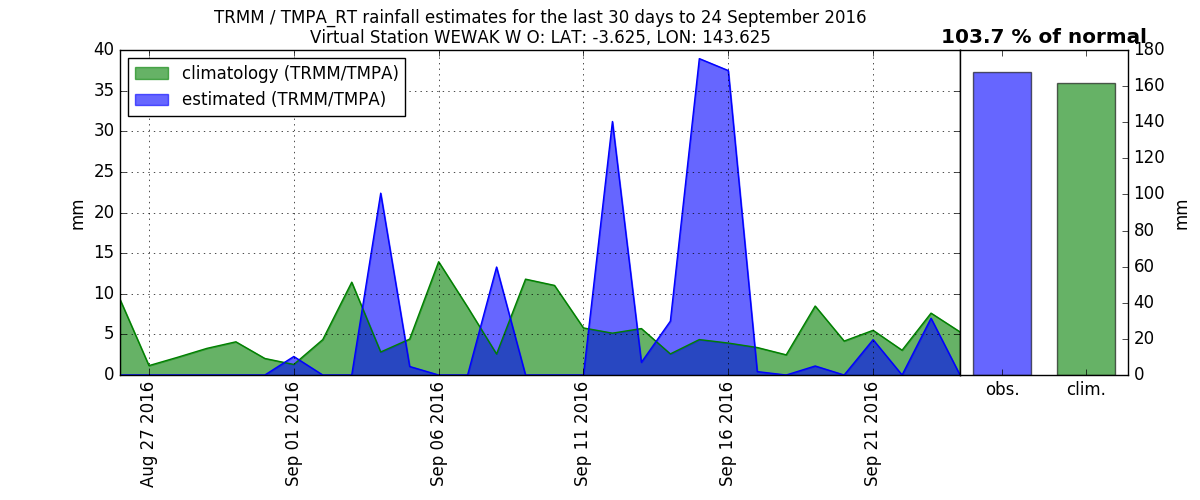 TRMM / TMPA_RT rainfall estimates for the last 30 days to 24 September 2016
Virtual Station WEWAK W O: LAT: -3.625, LON: 143.625
103.7 % of normal
climatology (TRMM/TMPA)
estimated (TRMM/TMPA)
mm
40
35
30
25
20
15
10
5
0
Aug 27 2016
Sep 01 2016
Sep 06 2016
Sep 11 2016
Sep 16 2016
Sep 21 2016
180
160
140
120
100
80
60
40
20
0
mm
obs.
clim.